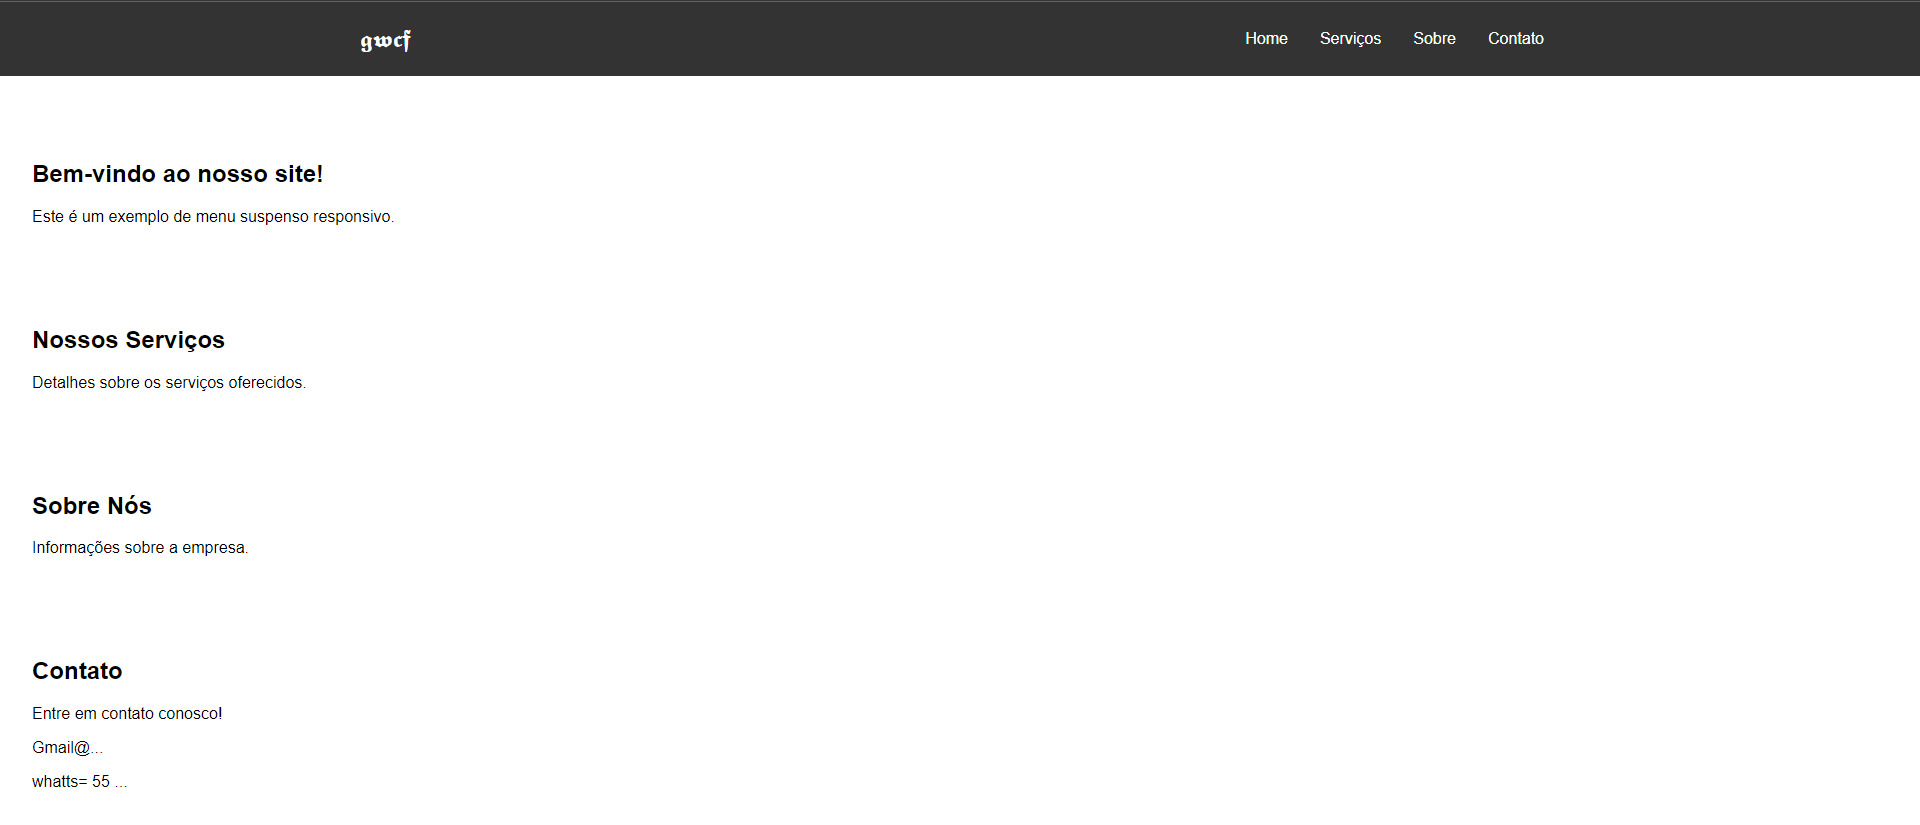 𝖌𝖜𝖈𝖋
Home Serviços Sobre Contato
Bem-vindo ao nosso site!
Este é um exemplo de menu suspenso responsivo.
Nossos Serviços
Detalhes sobre os serviços oferecidos.
Sobre Nós
Informações sobre a empresa.
Contato
Entre em contato conosco!
Gmail@...
whatts= 55 ...